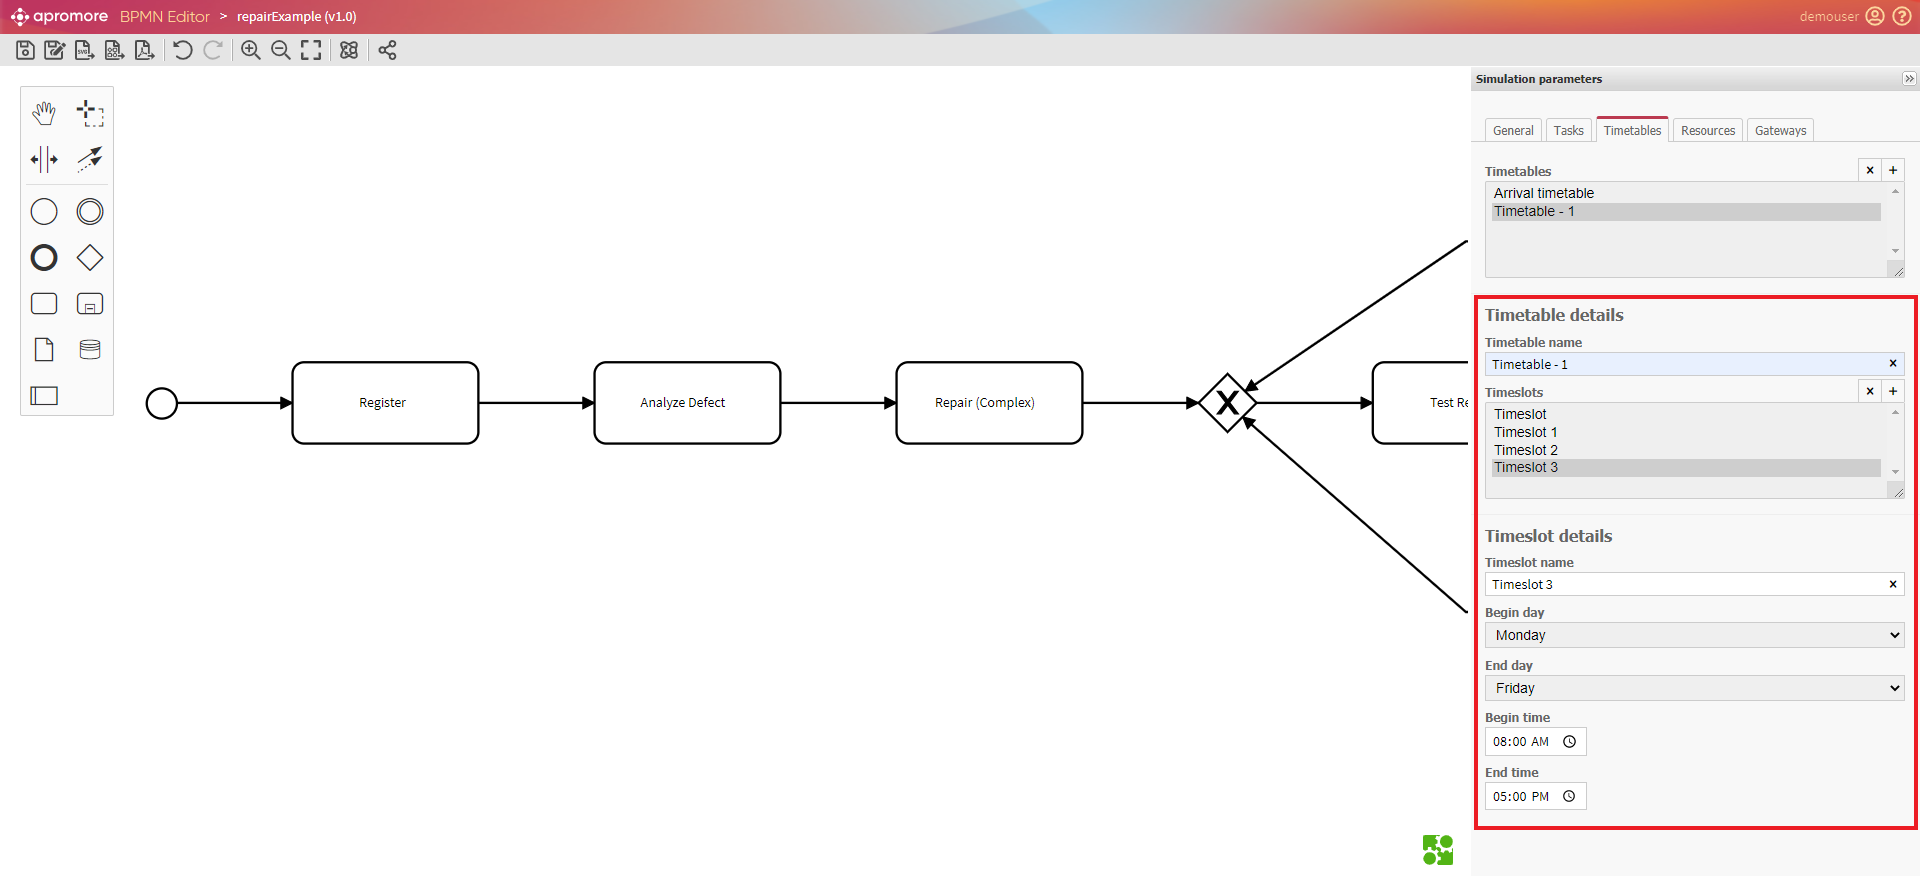 apromore BPMN Editor > repairExample (v1.0)
demouser
Simulation parameters
General Tasks Timetables Resources Gateways
Timetables
Arrival timetable
Timetable - 1
Timetable details
Timetable name
Timetable - 1
Timeslots
Timeslot
Timeslot 1
Timeslot 2
Timeslot 3
Timeslot details
Timeslot name
Timeslot 3
Begin day
Monday
End day
Friday
Begin time
08:00 AM
End time
05:00 PM
Register
Analyze Defect
Repair (Complex)
X
Test Re